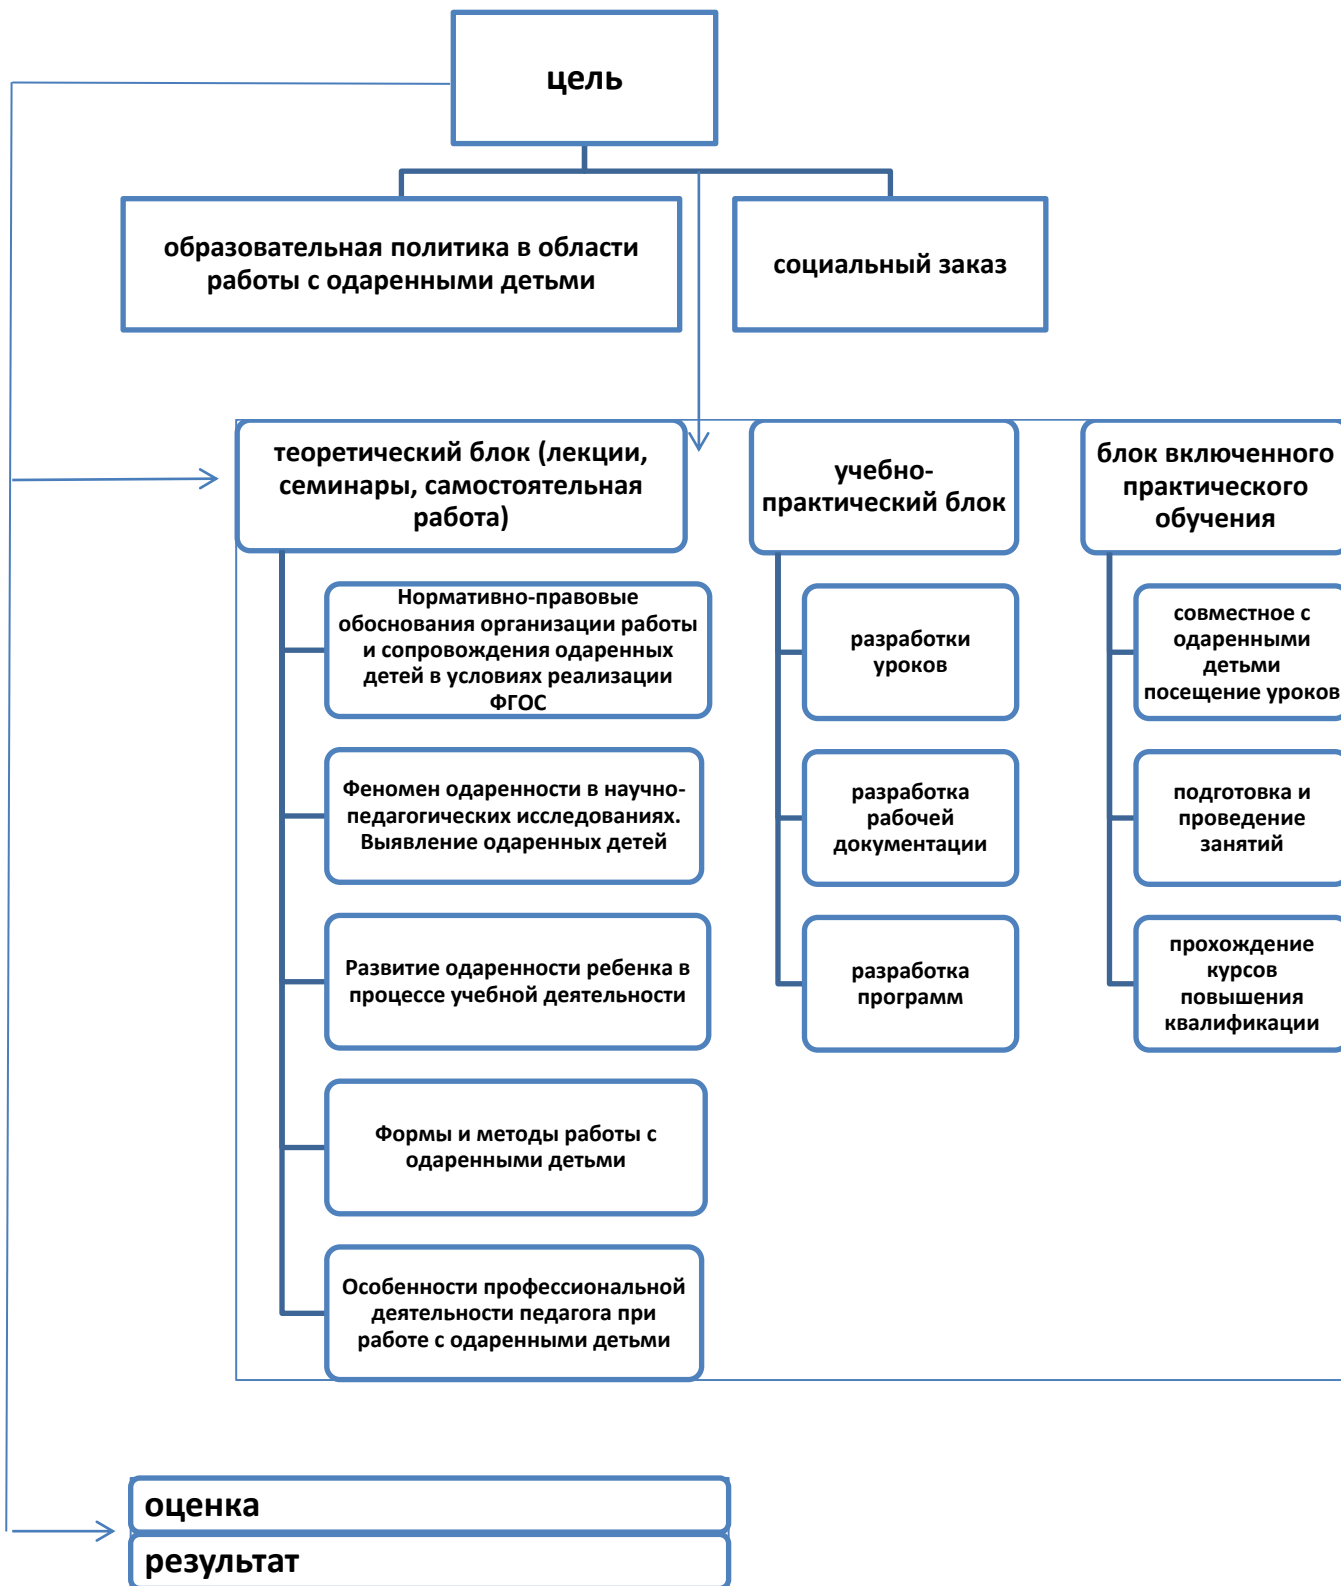 цель
образовательная политика в области
работы с одаренными детьми
социальный заказ
теоретический блок (лекции,
семинары, самостоятельная
работа)
Нормативно-правовые
обоснования организации работы
и сопровождения одаренных
детей в условиях реализации
ФГОС
Феномен одаренности в научно-
педагогических исследованиях.
Выявление одаренных детей
Развитие одаренности ребенка в
процессе учебной деятельности
Формы и методы работы с
одаренными детьми
Особенности профессиональной
деятельности педагога при
работе с одаренными детьми
учебно-
практический блок
разработки
уроков
разработка
рабочей
документации
разработка
программ
блок включенного
практического
обучения
совместное с
одаренными
детьми
посещение уроков
подготовка и
проведение
занятий
прохождение
курсов
повышения
квалификации
оценка
результат